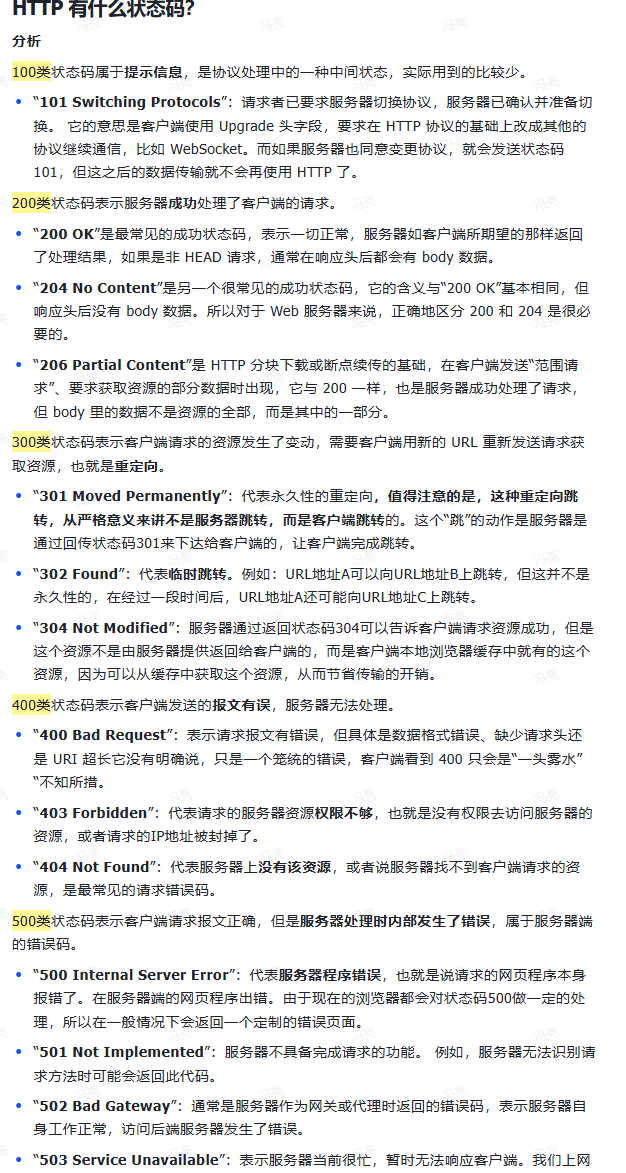 HTTP 有什么状态码？
分析
100类状态码属于提示信息，是协议处理中的一种中间状态，实际用到的比较少。
“101 Switching Protocols”：请求者已要求服务器切换协议，服务器已确认并准备切
换。 它的意思是客户端使用 Upgrade 头字段，要求在 HTTP 协议的基础上改成其他的
协议继续通信，比如 WebSocket。而如果服务器也同意变更协议，就会发送状态码
101，但这之后的数据传输就不会再使用 HTTP 了。
200类状态码表示服务器成功处理了客户端的请求。
“200 OK”是最常见的成功状态码，表示一切正常，服务器如客户端所期望的那样返回
了处理结果，如果是非 HEAD 请求，通常在响应头后都会有 body 数据。
“204 No Content”是另一个很常见的成功状态码，它的含义与“200 OK”基本相同，但
响应头后没有 body 数据。所以对于 Web 服务器来说，正确地区分 200 和 204 是很必
要的。
“206 Partial Content”是 HTTP 分块下载或断点续传的基础，在客户端发送“范围请
求”、要求获取资源的部分数据时出现，它与 200 一样，也是服务器成功处理了请求，
但 body 里的数据不是资源的全部，而是其中的一部分。
300类状态码表示客户端请求的资源发生了变动，需要客户端用新的 URL 重新发送请求获
取资源，也就是重定向。
“301 Moved Permanently”：代表永久性的重定向，值得注意的是，这种重定向跳
转，从严格意义来讲不是服务器跳转，而是客户端跳转的。这个“跳”的动作是服务器是
通过回传状态码301来下达给客户端的，让客户端完成跳转。
“302 Found”：代表临时跳转。例如：URL地址A可以向URL地址B上跳转，但这并不是
永久性的，在经过一段时间后，URL地址A还可能向URL地址C上跳转。
“304 Not Modified”：服务器通过返回状态码304可以告诉客户端请求资源成功，但是
这个资源不是由服务器提供返回给客户端的，而是客户端本地浏览器缓存中就有的这个
资源，因为可以从缓存中获取这个资源，从而节省传输的开销。
400类状态码表示客户端发送的报文有误，服务器无法处理。
“400 Bad Request”：表示请求报文有错误，但具体是数据格式错误、缺少请求头还
是 URI 超长它没有明确说，只是一个笼统的错误，客户端看到 400 只会是“一头雾水”
“不知所措。
“403 Forbidden”：代表请求的服务器资源权限不够，也就是没有权限去访问服务器的
资源，或者请求的IP地址被封掉了。
“404 Not Found”：代表服务器上没有该资源，或者说服务器找不到客户端请求的资
源，是最常见的请求错误码。
500类状态码表示客户端请求报文正确，但是服务器处理时内部发生了错误，属于服务器端
的错误码。
“500 Internal Server Error”：代表服务器程序错误，也就是说请求的网页程序本身
报错了。在服务器端的网页程序出错。由于现在的浏览器都会对状态码500做一定的处
理，所以在一般情况下会返回一个定制的错误页面。
“501 Not Implemented”：服务器不具备完成请求的功能。 例如，服务器无法识别请
求方法时可能会返回此代码。
“502 Bad Gateway”：通常是服务器作为网关或代理时返回的错误码，表示服务器自
身工作正常，访问后端服务器发生了错误。
“503 Service Unavailable”：表示服务器当前很忙，暂时无法响应客户端。我们上网